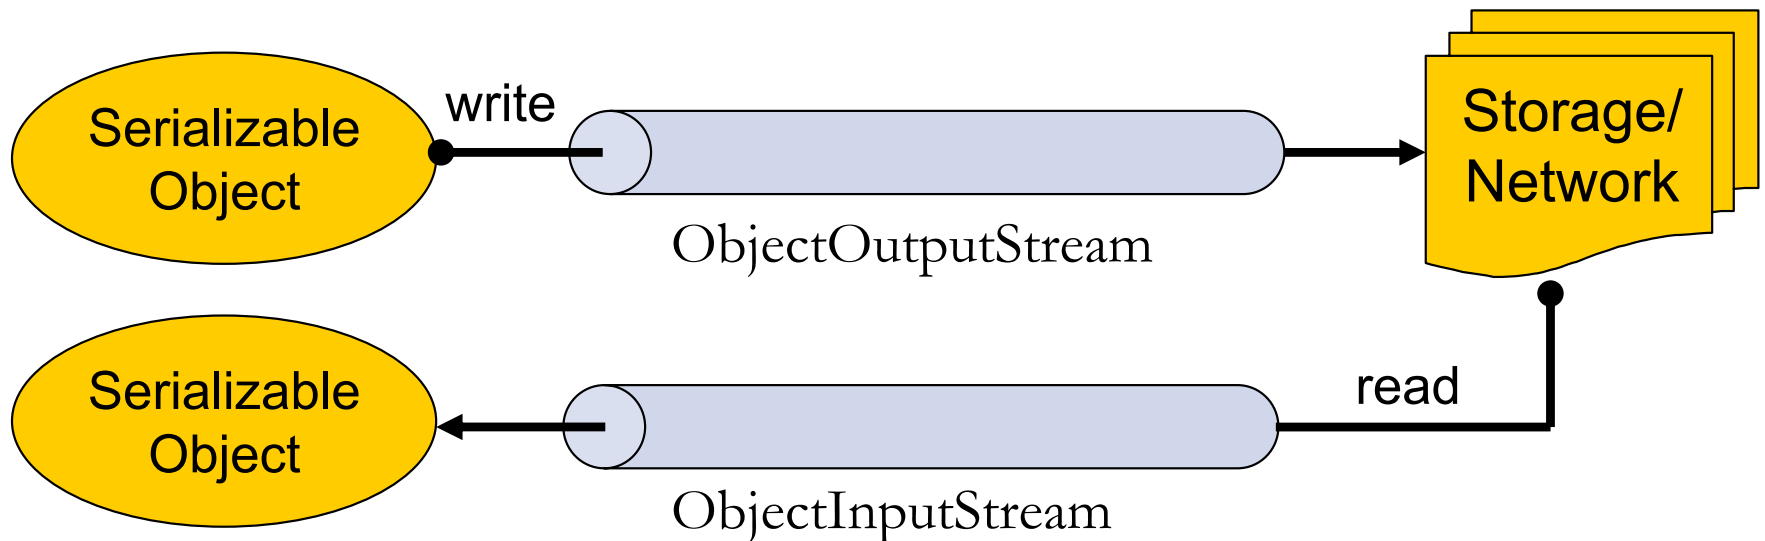 Serializable
Object
write
ObjectOutputStream
Storage/
Network
Serializable
Object
read
ObjectInputStream